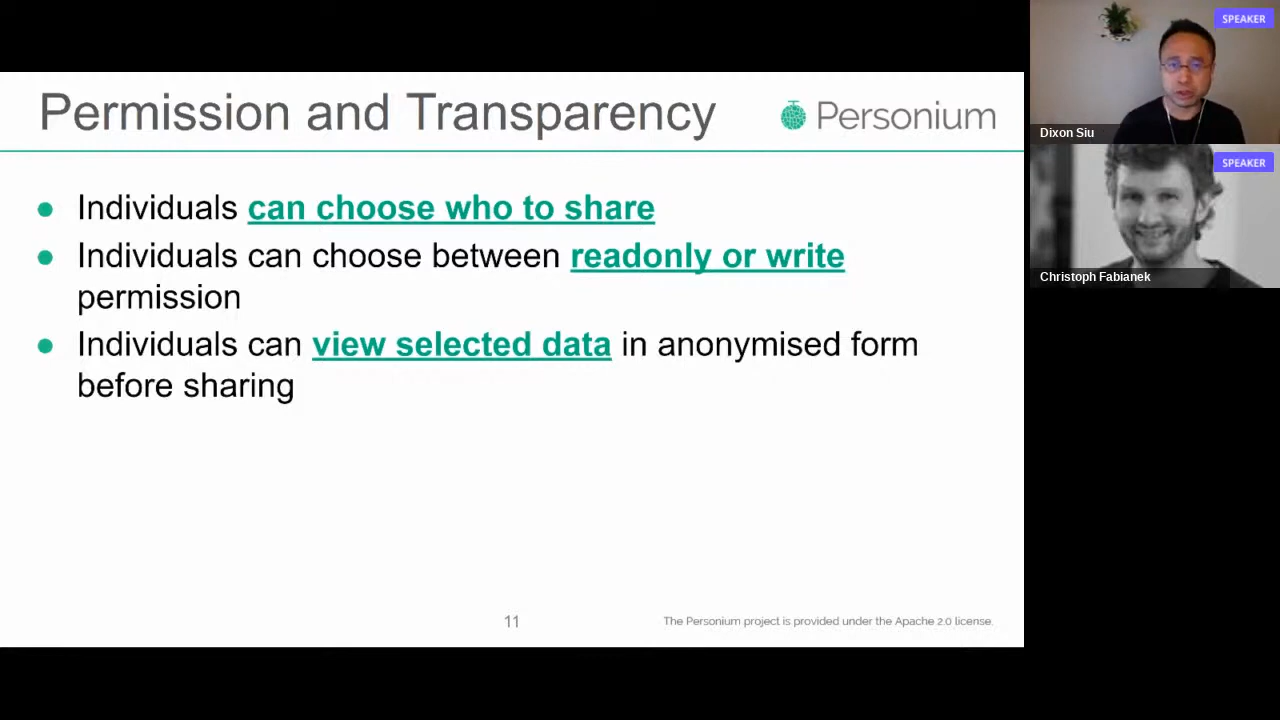 Permission and Transparency
Personium
● Individuals can choose who to share
● Individuals can choose between readonly or write
permission
● Individuals can view selected data in anonymised form
before sharing
11
The Personium project is provided under the Apache 2.0 license.
SPEAKER
Dixon Siu
SPEAKER
Christoph Fabianek